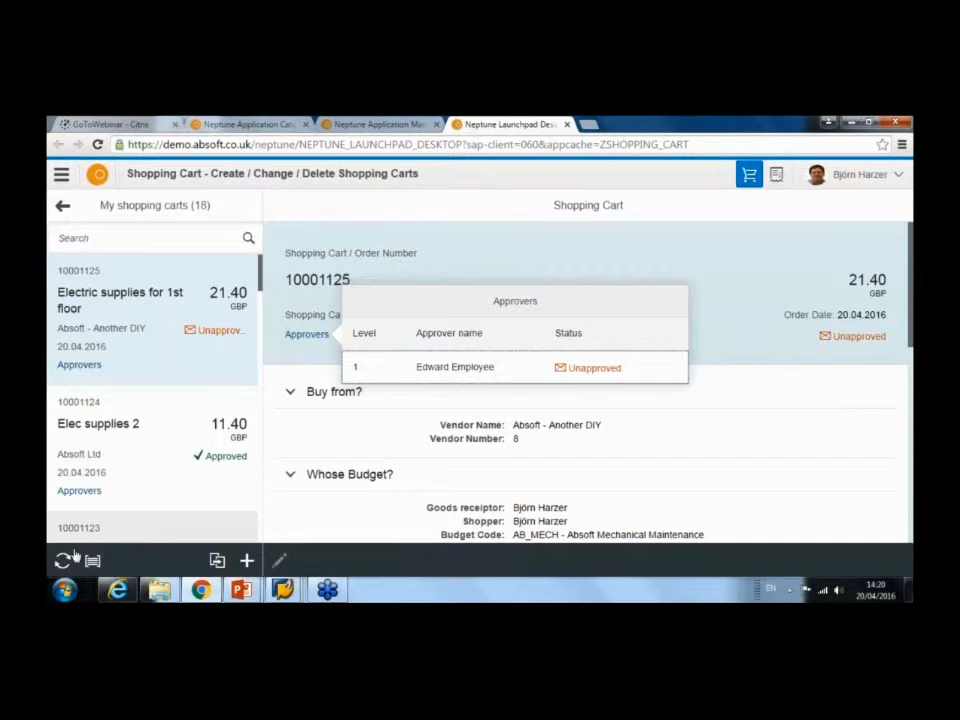 GoToWebinar - Citrix
Neptune Application Cat
Neptune Application Man
Neptune Launchpad Desk
https://demo.absoft.co.uk/neptune/NEPTUNE_LAUNCHPAD_DESKTOP?sap-client=060&appcache=ZSHOPPING_CART
Shopping Cart - Create / Change / Delete Shopping Carts
Björn Harzer
My shopping carts (18)
Shopping Cart
Search
10001125
Electric supplies for 1st
floor
21.40
GBP
Absoft - Another DIY
Unapprov..
20.04.2016
Approvers
10001124
Elec supplies 2
11.40
GBP
Absoft Ltd
Approved
20.04.2016
Approvers
10001123
Shopping Cart / Order Number
10001125
21.40
GBP
Shopping Ca
Order Date: 20.04.2016
Approvers
Unapproved
Approvers
Level Approver name Status
1 Edward Employee Unapproved
Buy from?
Vendor Name: Absoft - Another DIY
Vendor Number: 8
Whose Budget?
Goods receiptor: Björn Harzer
Shopper: Björn Harzer
Budget Code: AB_MECH - Absoft Mechanical Maintenance
EN
14:20
20/04/2016